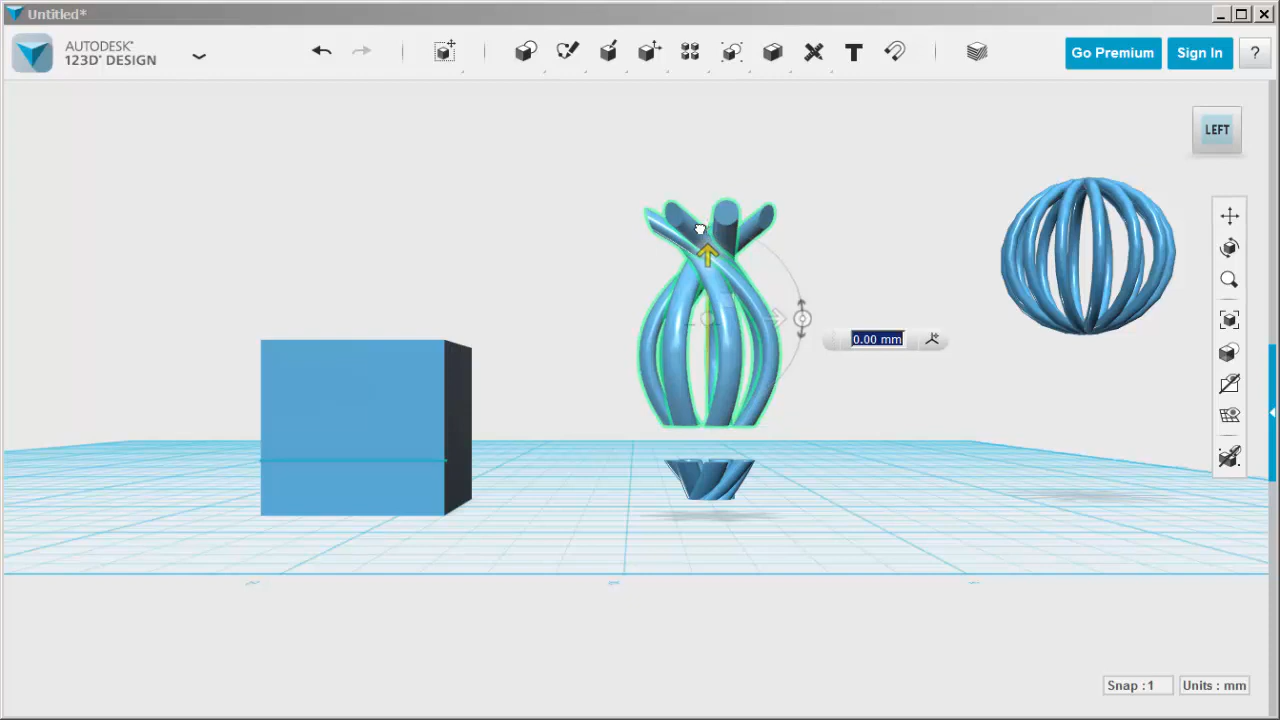 Untitled*
AUTODESK®
123D® DESIGN
T
Go Premium
Sign In
?
LEFT
0.00 mm
Snap : 1
Units : mm